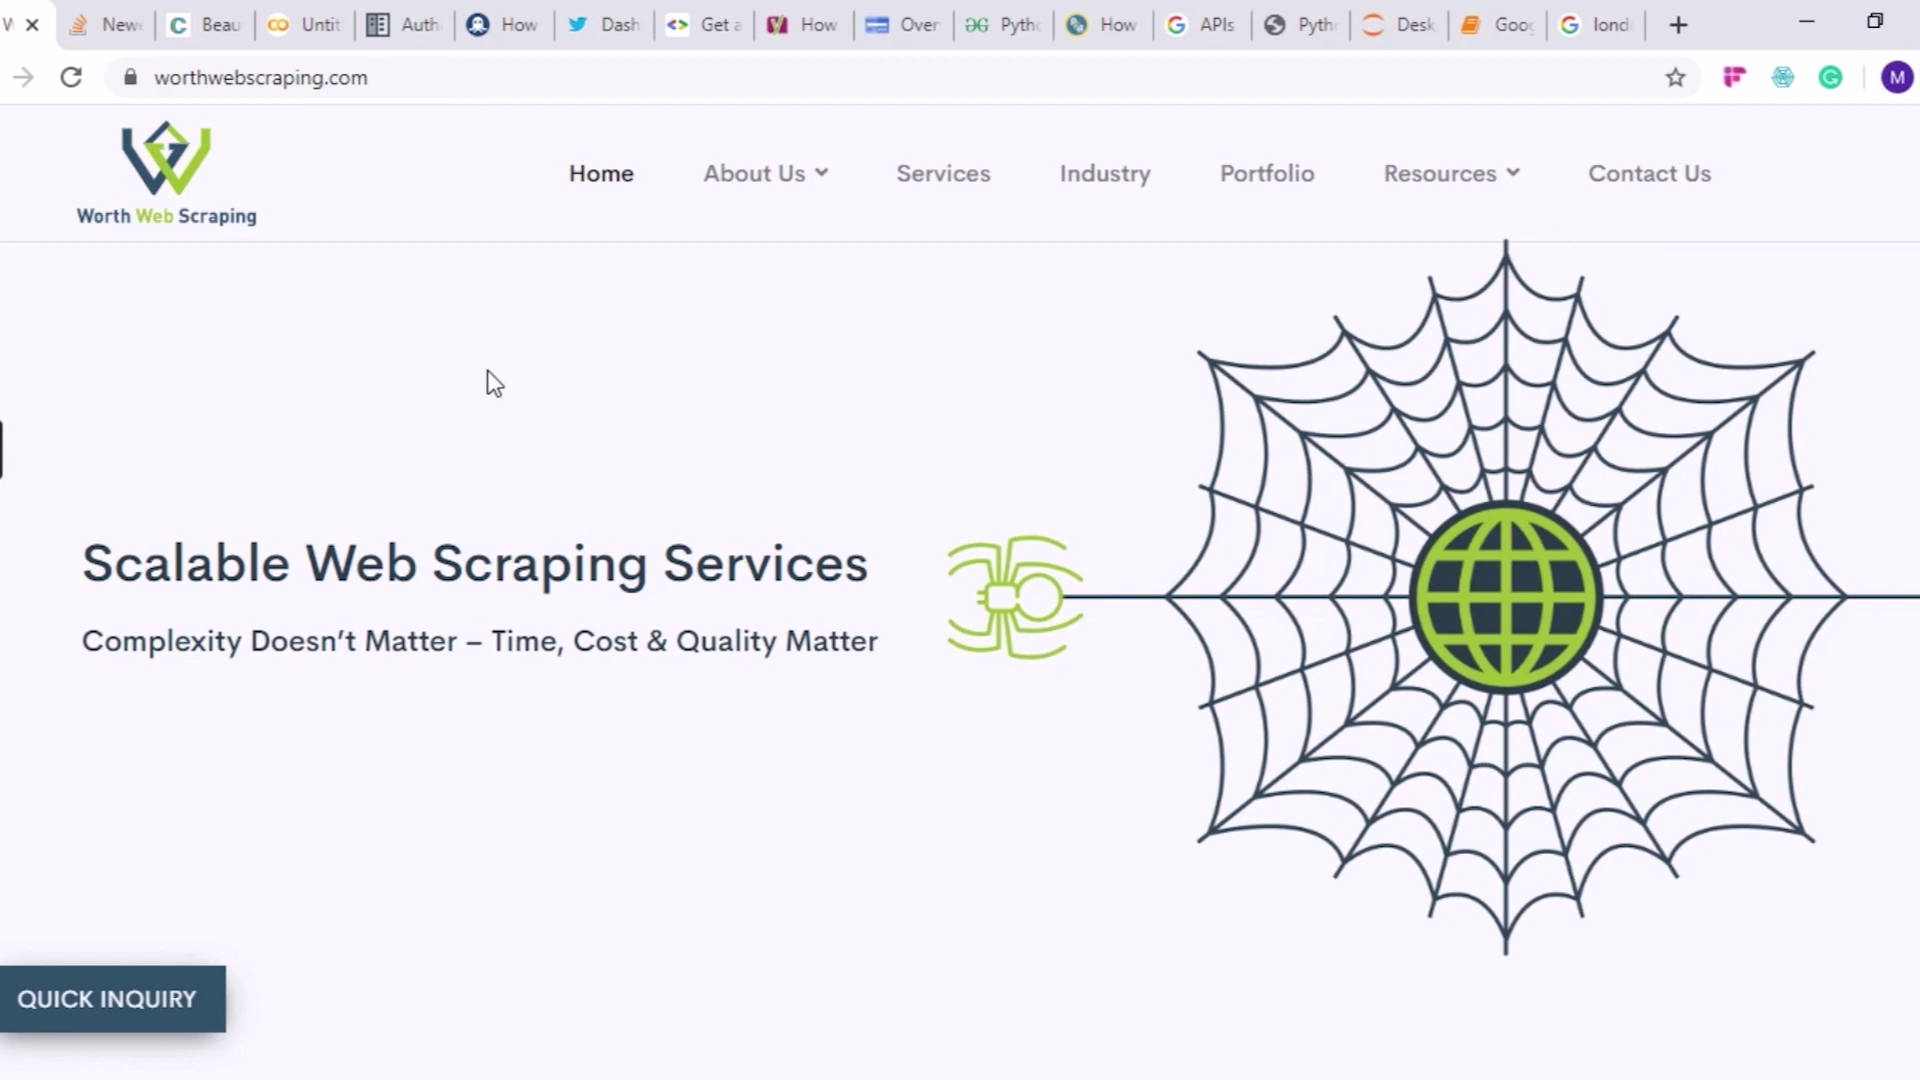 New
Beau
Untit
Auth
How
Dash
Get a
How
Over
Pytho
How
APIs
Pyth
Desk
Goog
lond
worthwebscraping.com
M
Worth Web Scraping
Home
About Us
Services
Industry
Portfolio
Resources
Contact Us
Scalable Web Scraping Services
Complexity Doesn't Matter – Time, Cost & Quality Matter
QUICK INQUIRY